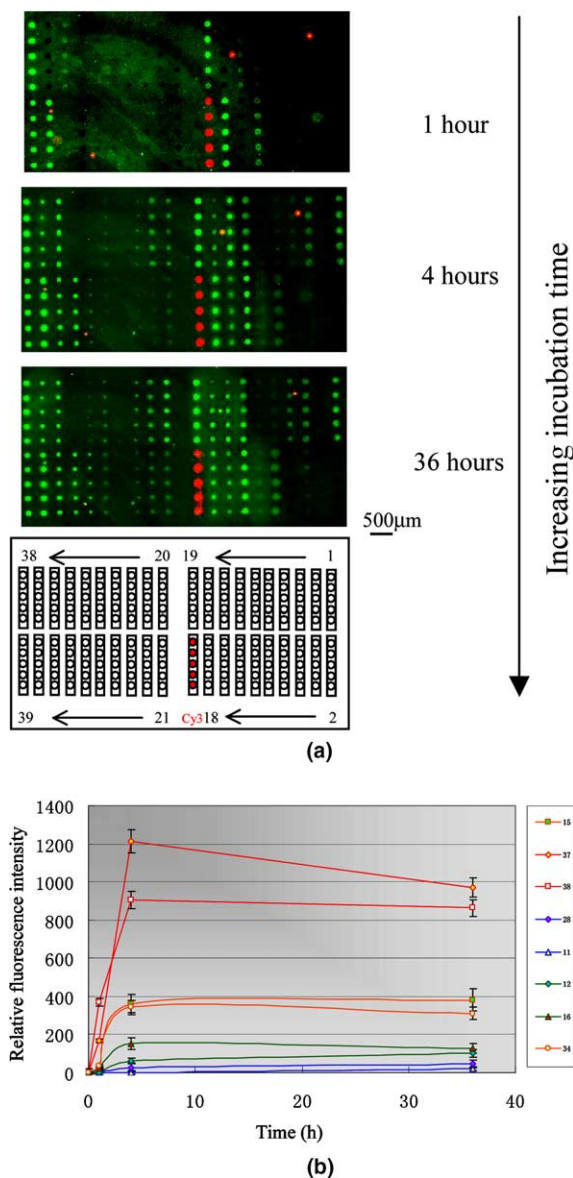 1 hour
4 hours
36 hours
500μm
Increasing incubation time
38 20 19 1
39 21 Cy3 18 2
(a)
1400
1200
1000
800
600
400
200
0
0 10 20 30 40
Relative fluorescence intensity
Time (h)
15
37
38
28
11
12
16
34
(b)